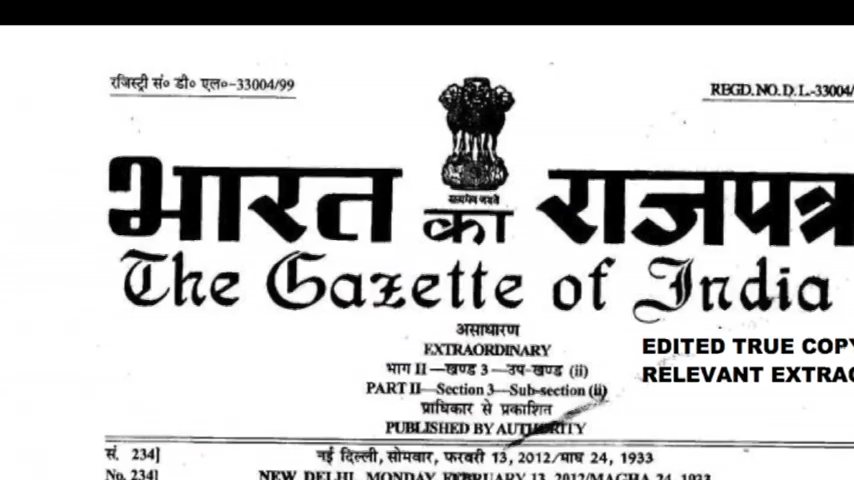 रजिस्ट्री सं० डी० एल०-33004/99
REGD. NO. D. L.-33004/
सत्यमेव जयते
भारत का राजपत्र
The Gazette of India
असाधारण
EXTRAORDINARY
भाग II—खण्ड 3—उप-खण्ड (ii)
PART II—Section 3—Sub-section (ii)
प्राधिकार से प्रकाशित
PUBLISHED BY AUTHORITY
EDITED TRUE COPY
RELEVANT EXTRAC
सं. 234]
नई दिल्ली, सोमवार, फरवरी 13, 2012/माघ 24, 1933
No. 234]
NEW DELHI, MONDAY, FEBRUARY 13, 2012/MAGHA 24, 1933